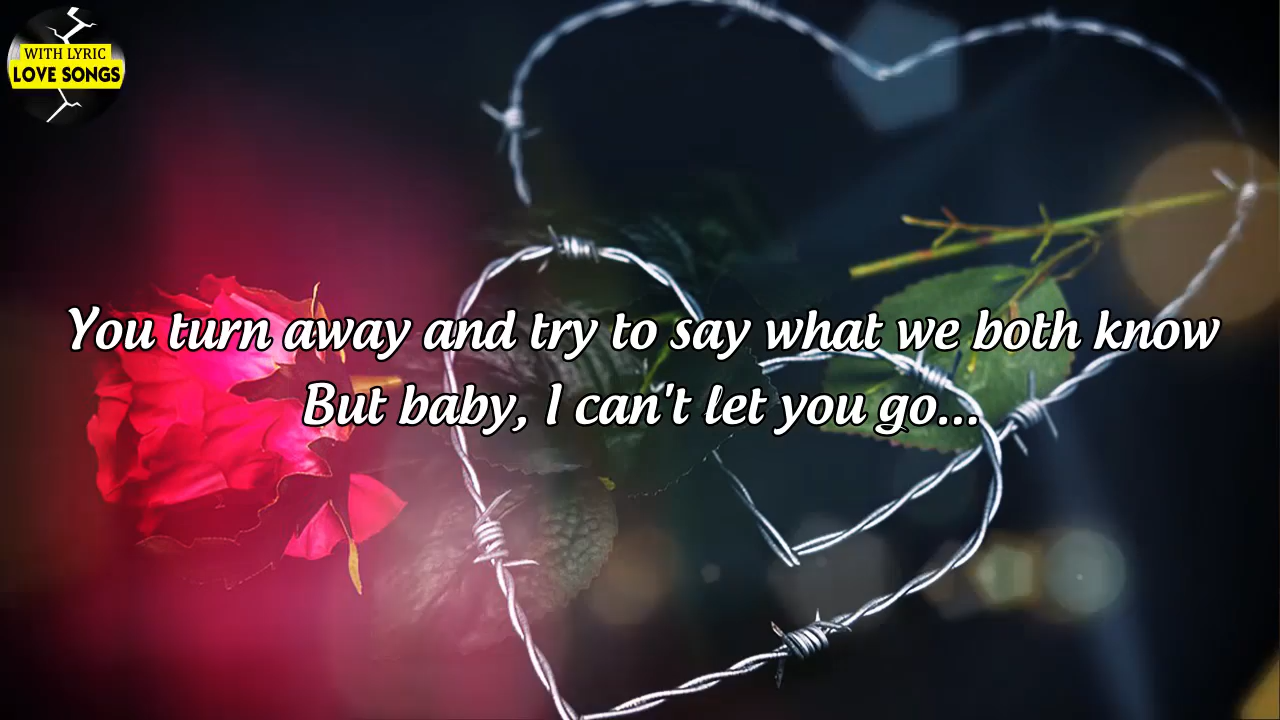 WITH LYRIC
LOVE SONGS
You turn away and try to say what we both know
But baby, I can't let you go...